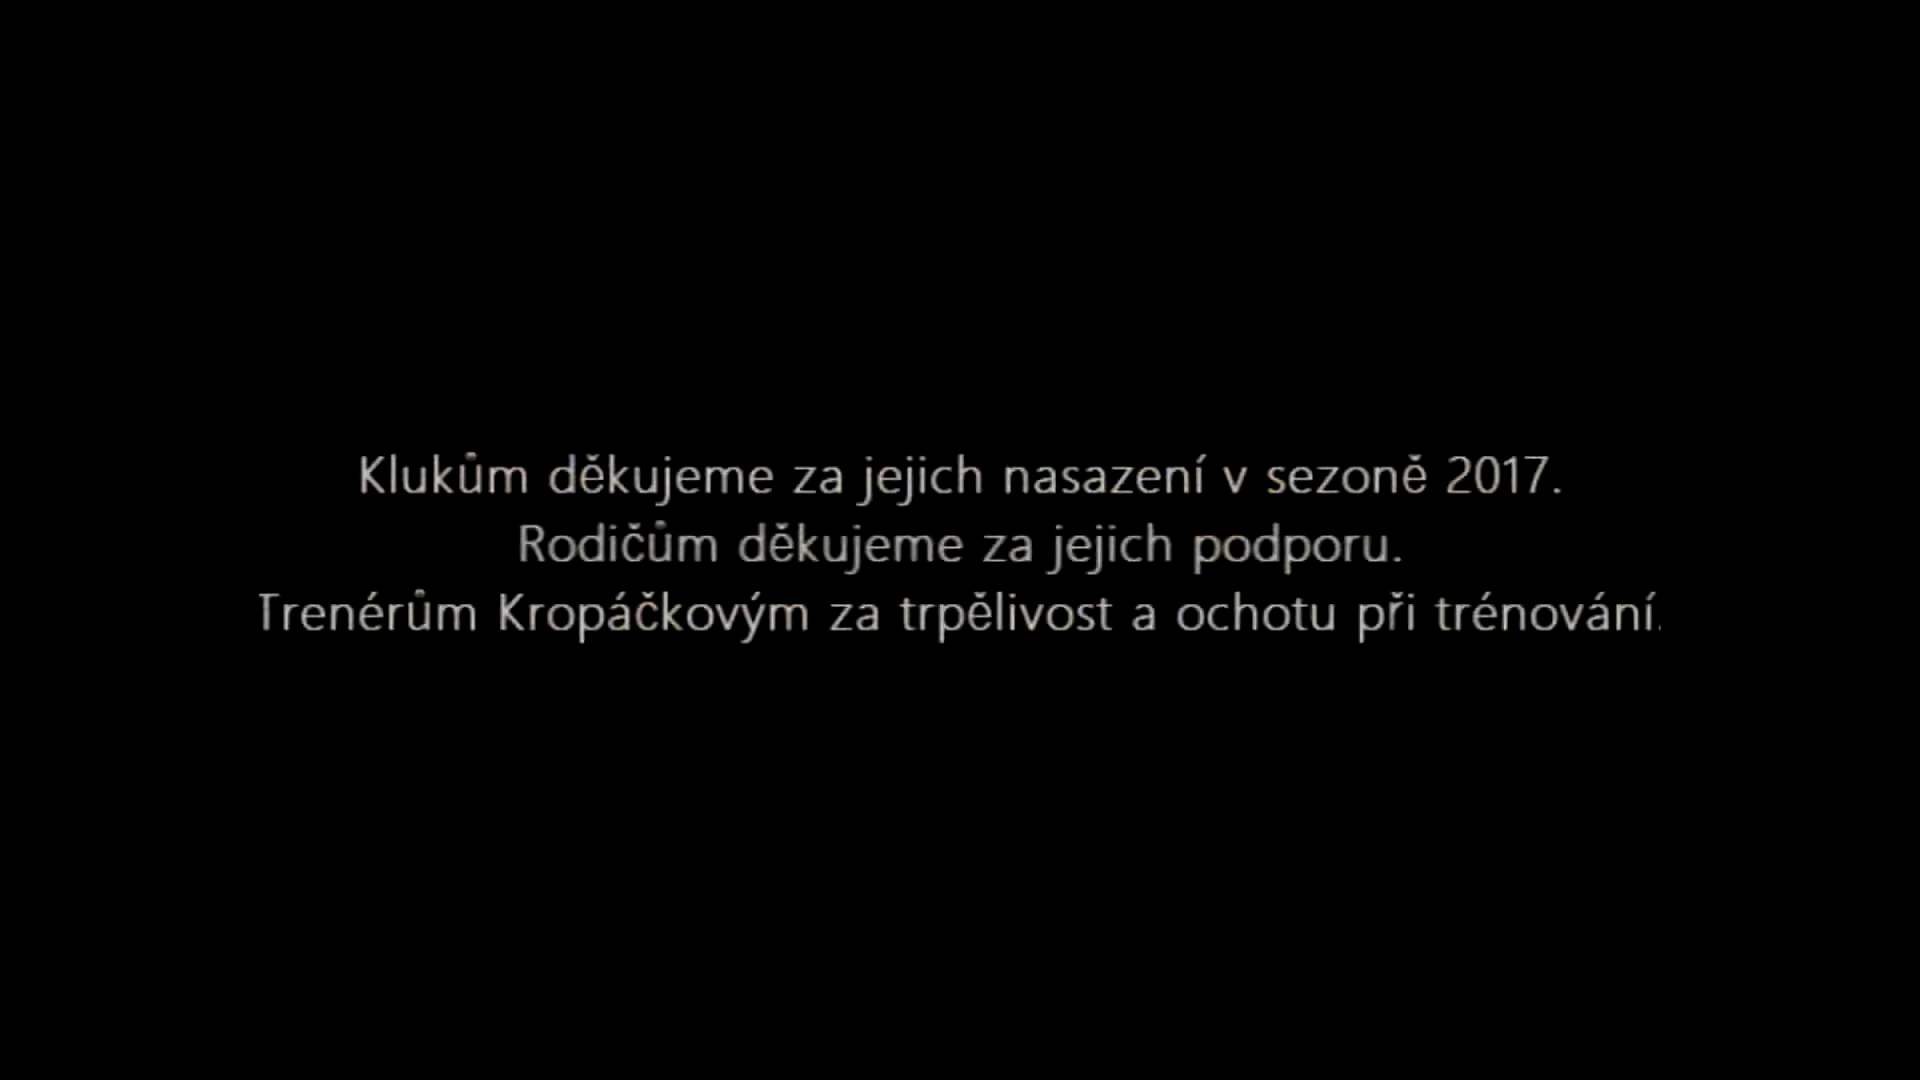 Klukům děkujeme za jejich nasazení v sezoně 2017.
Rodičům děkujeme za jejich podporu.
Trenérům Kropáčkovým za trpělivost a ochotu při trénování.